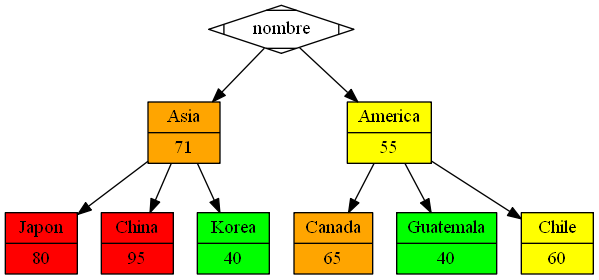 nombre
Asia
71
America
55
Japon
80
China
95
Korea
40
Canada
65
Guatemala
40
Chile
60